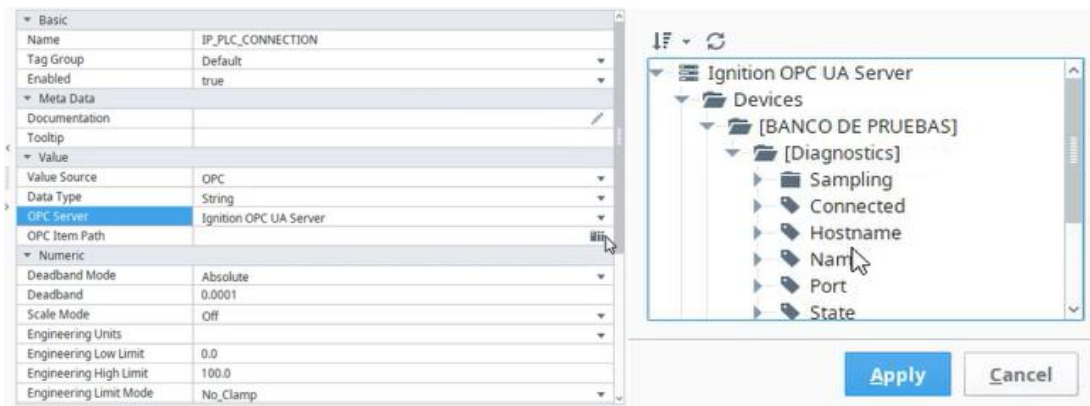 Basic
Name IP_PLC_CONNECTION
Tag Group Default
Enabled true
Meta Data
Documentation
Tooltip
Value
Value Source OPC
Data Type String
OPC Server Ignition OPC UA Server
OPC Item Path
Numeric
Deadband Mode Absolute
Deadband 0.0001
Scale Mode Off
Engineering Units
Engineering Low Limit 0.0
Engineering High Limit 100.0
Engineering Limit Mode No_Clamp
Ignition OPC UA Server
Devices
[BANCO DE PRUEBAS]
[Diagnostics]
Sampling
Connected
Hostname
Nam
Port
State
Apply Cancel